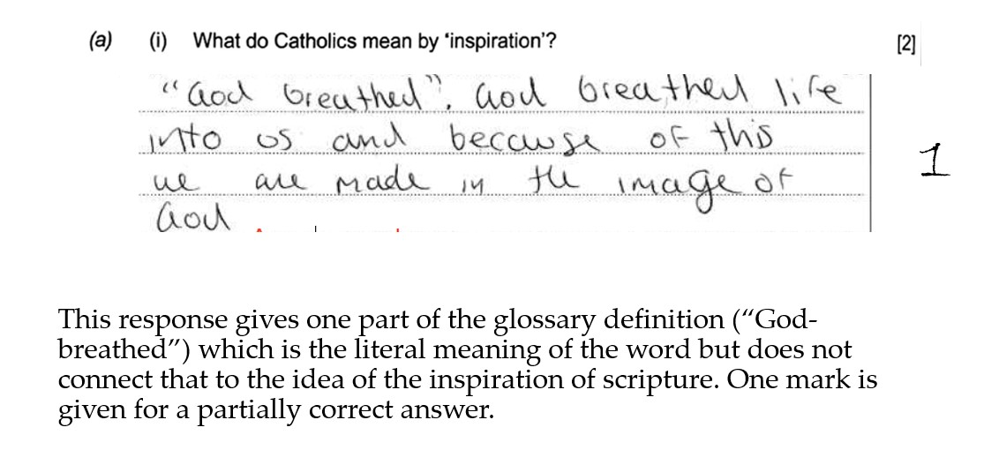 (a) (i) What do Catholics mean by ‘inspiration’? [2]
"God breathed". God breathed life
into us and because of this
we are made in the image of
God
1
This response gives one part of the glossary definition (“God-
breathed”) which is the literal meaning of the word but does not
connect that to the idea of the inspiration of scripture. One mark is
given for a partially correct answer.